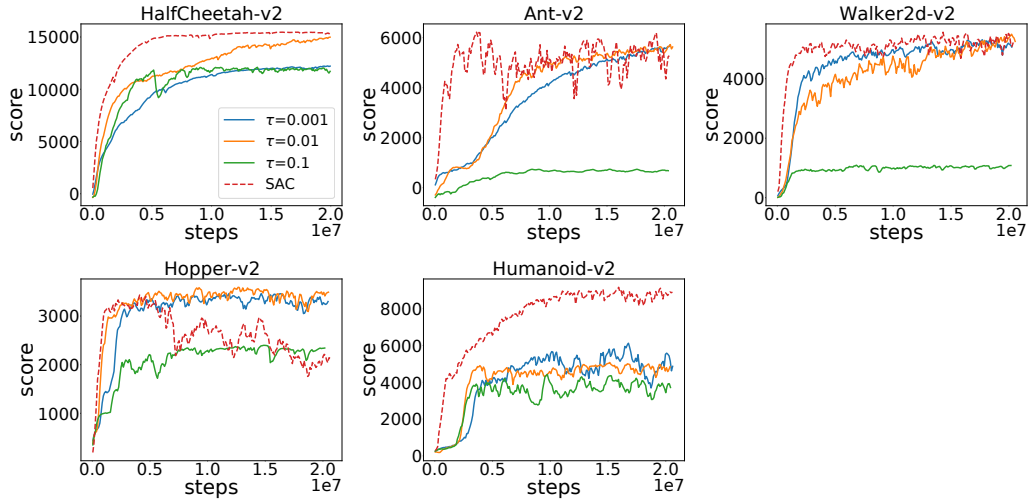 HalfCheetah-v2
score
15000
10000
5000
0
τ=0.001
τ=0.01
τ=0.1
SAC
0.0 0.5 1.0 1.5 2.0
1e7
steps
Ant-v2
score
6000
4000
2000
0
0.0 0.5 1.0 1.5 2.0
1e7
steps
Walker2d-v2
score
4000
2000
0
0.0 0.5 1.0 1.5 2.0
1e7
steps
Hopper-v2
score
3000
2000
1000
0.0 0.5 1.0 1.5 2.0
1e7
steps
Humanoid-v2
score
8000
6000
4000
2000
0
0.0 0.5 1.0 1.5 2.0
1e7
steps